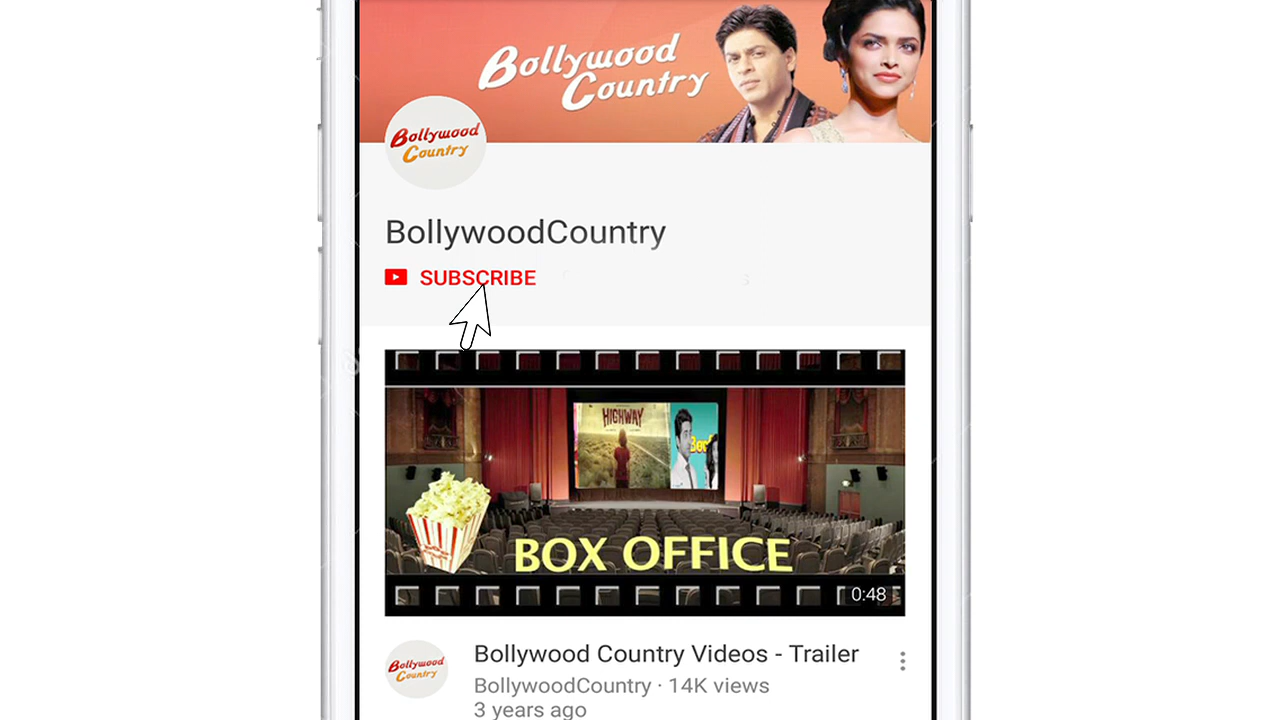 Bollywood
Country
Bollywood
Country
BollywoodCountry
SUBSCRIBE
HIGHWAY
BOX OFFICE
0:48
Bollywood
Country
Bollywood Country Videos - Trailer
BollywoodCountry · 14K views
3 years ago